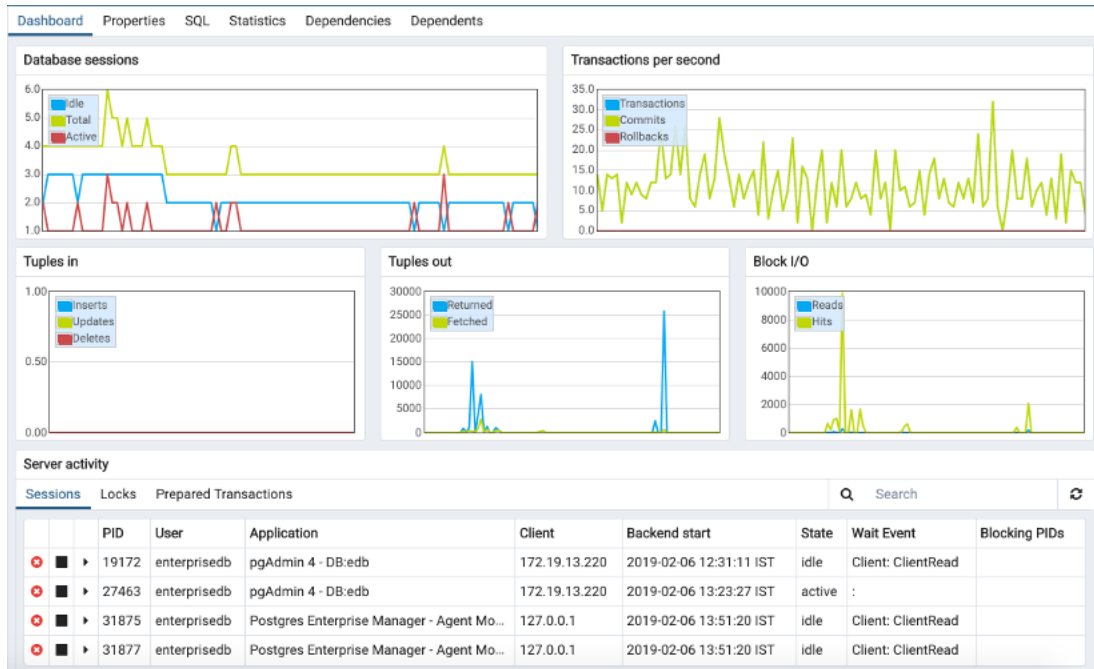 Dashboard Properties SQL Statistics Dependencies Dependents
Database sessions
6.0
5.0
4.0
3.0
2.0
1.0
Idle
Total
Active
Transactions per second
35.0
30.0
25.0
20.0
15.0
10.0
5.0
0.0
Transactions
Commits
Rollbacks
Tuples in
1.00
0.50
0.00
Inserts
Updates
Deletes
Tuples out
30000
25000
20000
15000
10000
5000
0
Returned
Fetched
Block I/O
10000
8000
6000
4000
2000
0
Reads
Hits
Server activity
Sessions Locks Prepared Transactions Search
PID User Application Client Backend start State Wait Event Blocking PIDs
19172 enterprisedb pgAdmin 4 - DB:edb 172.19.13.220 2019-02-06 12:31:11 IST idle Client: ClientRead
27463 enterprisedb pgAdmin 4 - DB:edb 172.19.13.220 2019-02-06 13:23:27 IST active :
31875 enterprisedb Postgres Enterprise Manager - Agent Mo... 127.0.0.1 2019-02-06 13:51:20 IST idle Client: ClientRead
31877 enterprisedb Postgres Enterprise Manager - Agent Mo... 127.0.0.1 2019-02-06 13:51:20 IST idle Client: ClientRead